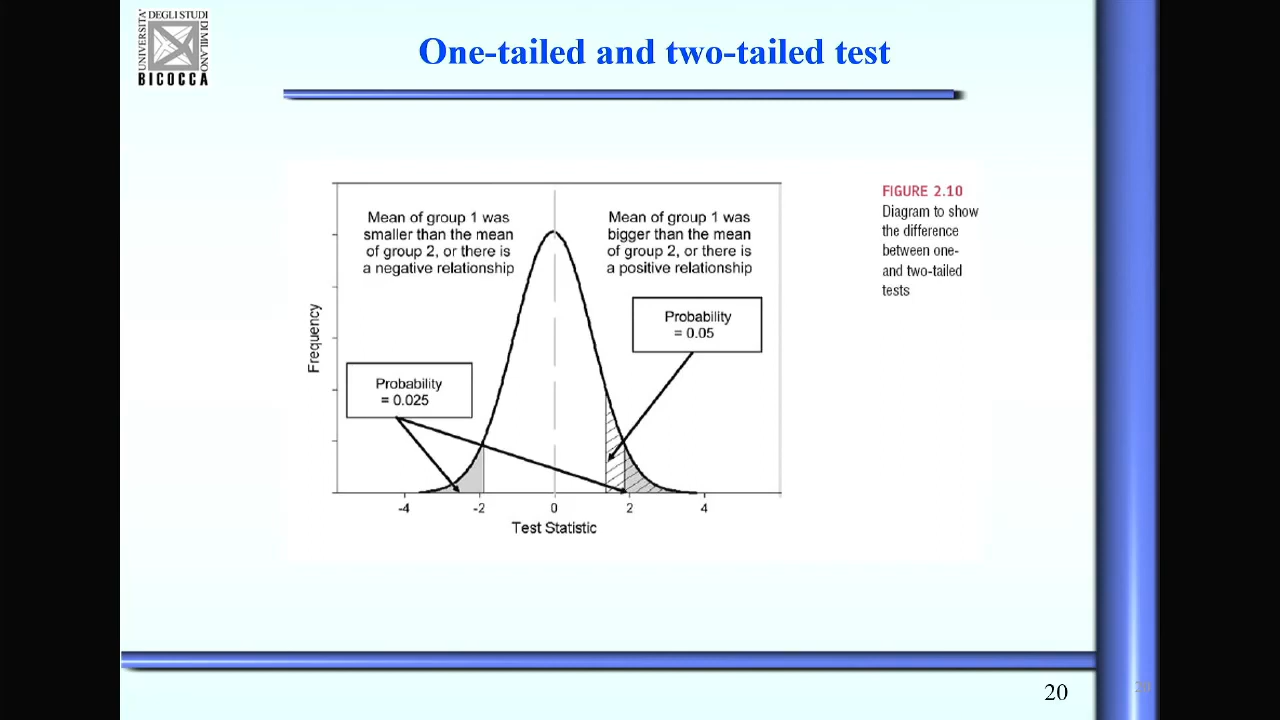 UNIVERSITA'
DEGLI STUDI
DI MILANO
BICOCCA
One-tailed and two-tailed test
Mean of group 1 was
smaller than the mean
of group 2, or there is
a negative relationship
Mean of group 1 was
bigger than the mean
of group 2, or there is
a positive relationship
Probability
= 0.05
Probability
= 0.025
Frequency
-4 -2 0 2 4
Test Statistic
FIGURE 2.10
Diagram to show
the difference
between one-
and two-tailed
tests
20
20